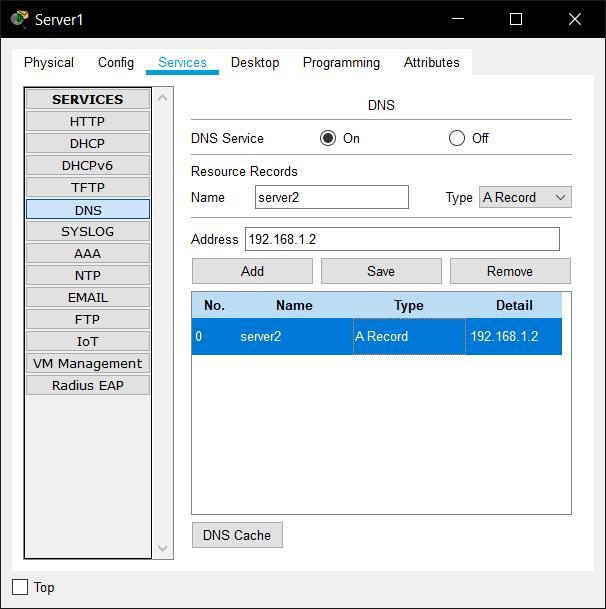 Server1
Physical Config Services Desktop Programming Attributes
SERVICES
HTTP
DHCP
DHCPv6
TFTP
DNS
SYSLOG
AAA
NTP
EMAIL
FTP
IoT
VM Management
Radius EAP
DNS
DNS Service On Off
Resource Records
Name server2 Type A Record
Address 192.168.1.2
Add Save Remove
No. Name Type Detail
0 server2 A Record 192.168.1.2
DNS Cache
Top